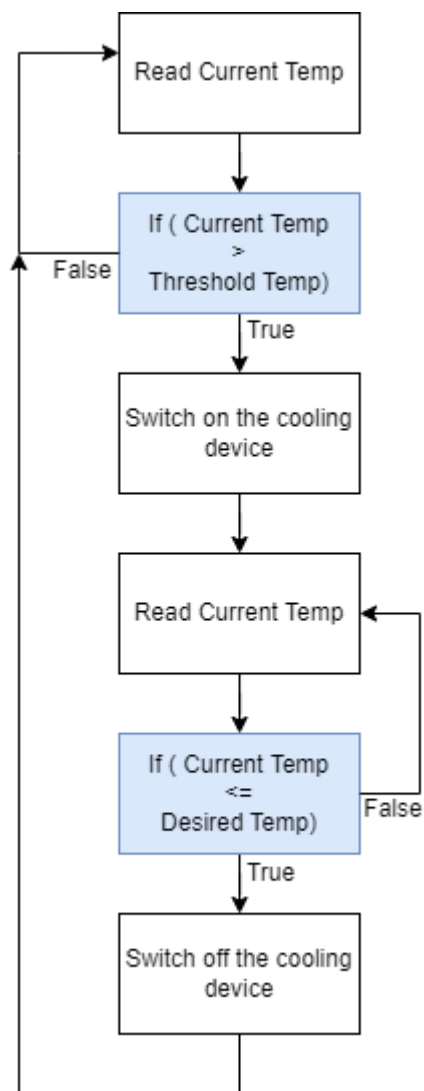 Read Current Temp
If ( Current Temp
>
Threshold Temp)
False
True
Switch on the cooling
device
Read Current Temp
If ( Current Temp
<=
Desired Temp)
False
True
Switch off the cooling
device